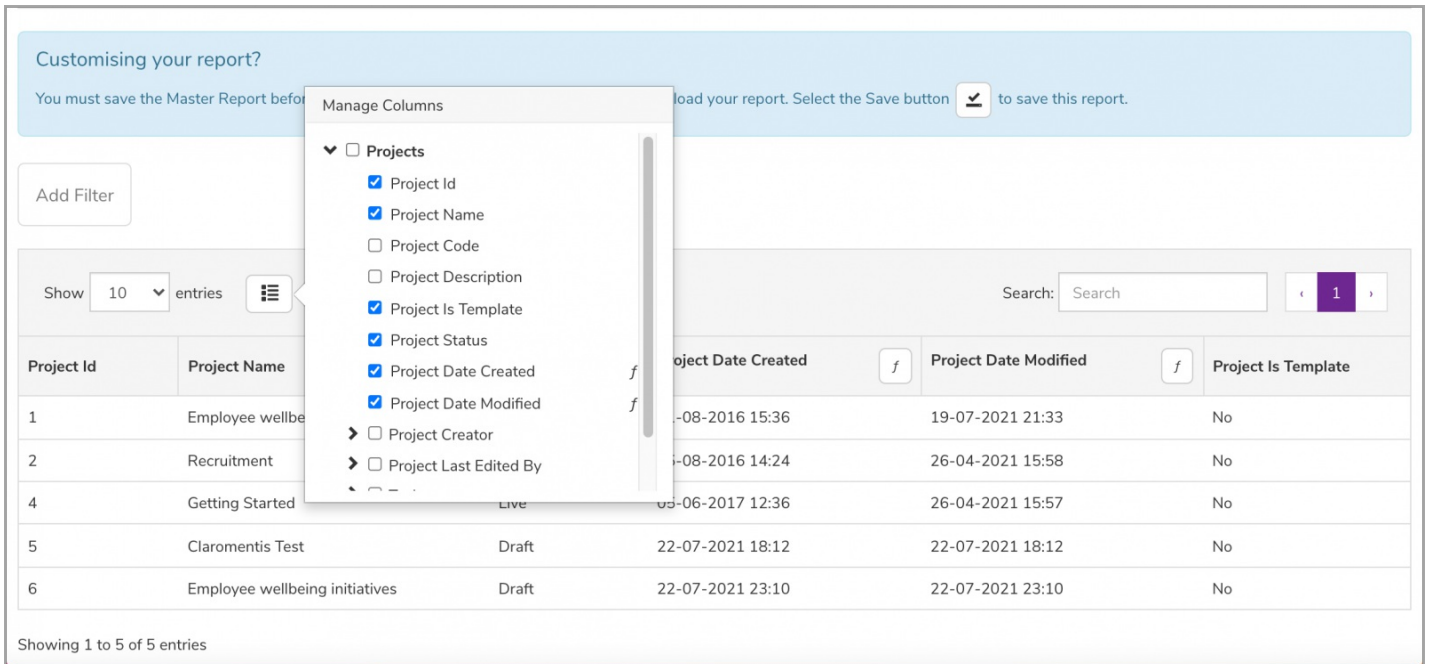 Customising your report?
You must save the Master Report load your report. Select the Save button to save this report.
Manage Columns
Projects
Project Id
Project Name
Project Code
Project Description
Project Is Template
Project Status
Project Date Created f
Project Date Modified f
Project Creator
Project Last Edited By
Add Filter
Show 10 entries
Search: Search ‹ 1 ›
Project Id Project Name Project Date Created f Project Date Modified f Project Is Template
1 Employee -08-2016 15:36 19-07-2021 21:33 No
2 Recruitment -08-2016 14:24 26-04-2021 15:58 No
4 Getting Started Live 05-06-2017 12:36 26-04-2021 15:57 No
5 Claromentis Test Draft 22-07-2021 18:12 22-07-2021 18:12 No
6 Employee wellbeing initiatives Draft 22-07-2021 23:10 22-07-2021 23:10 No
Showing 1 to 5 of 5 entries